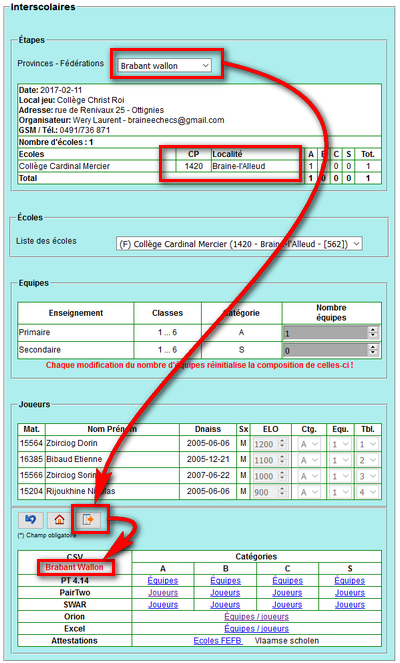 Interscolaires
Étapes
Provinces - Fédérations Brabant wallon
Date: 2017-02-11
Local jeu: Collège Christ Roi
Adresse: rue de Renivaux 25 - Ottignies
Organisateur: Wery Laurent - braineechecs@gmail.com
GSM / Tél.: 0491/736 871
Nombre d'écoles : 1
Ecoles CP Localité A B C S Tot.
Collège Cardinal Mercier 1420 Braine-l'Alleud 1 0 0 1
Total 1 0 0 1
Écoles
Liste des écoles (F) Collège Cardinal Mercier (1420 - Braine-l'Alleud - [562])
Equipes
Enseignement Classes Catégorie Nombre équipes
Primaire 1 ... 6 A 1
Secondaire 1 ... 6 S 0
Chaque modification du nombre d'équipes réinitialise la composition de celles-ci !
Joueurs
Mat. Nom Prénom Dnaiss Sx ELO Ctg. Equ. Tbl.
15564 Zbirciog Dorin 2005-06-06 M 1200 A 1 1
16385 Bibaud Etienne 2005-12-21 M 1100 A 1 2
15566 Zbirciog Sorin 2007-06-22 M 1000 A 1 3
15204 Rijoukhine Nicolas 2005-06-06 M 900 A 1 4
(*) Champ obligatoire
CSV Catégories
Brabant Wallon A B C S
PT 4.14 Équipes Équipes Équipes Équipes
PairTwo Joueurs Joueurs Joueurs Joueurs
SWAR Joueurs Joueurs Joueurs Joueurs
Orion Équipes / joueurs
Excel Équipes / joueurs
Attestations Ecoles FEFB Vlaamse scholen